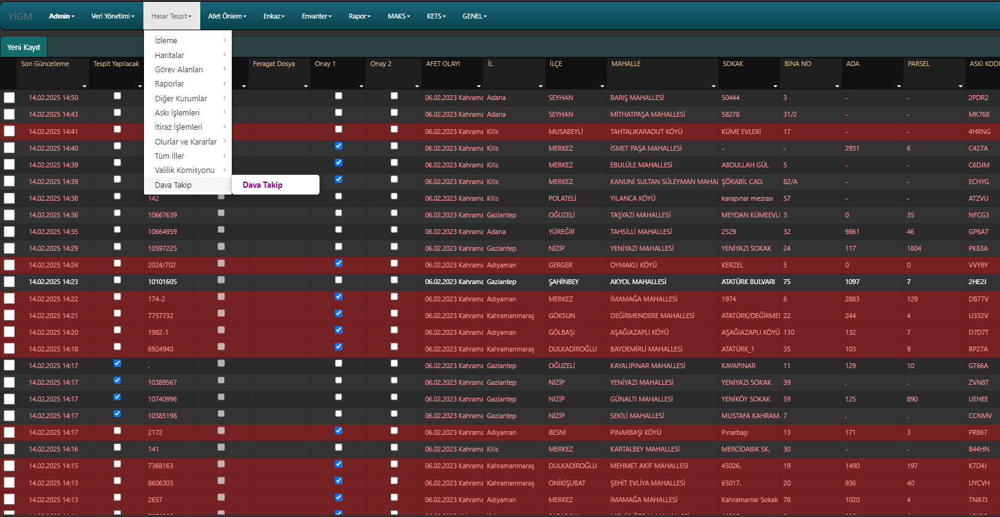 YİGM Admin Veri Yönetimi Hasar Tespit Afet Önlem Enkaz Envanter Rapor MAKS KETS GENEL
Yeni Kayıt
İzleme
Haritalar
Görev Alanları
Raporlar
Diğer Kurumlar
Askı İşlemleri
İtiraz İşlemleri
Olurlar ve Kararlar
Tüm İller
Valilik Komisyonu
Dava Takip
Dava Takip
Son Güncelleme Tespit Yapılacak Feragat Dosya Onay 1 Onay 2 AFET OLAYI İL İLÇE MAHALLE SOKAK BİNA NO ADA PARSEL ASKI KODU
14.02.2025 14:50 06.02.2023 Kahrama Adana SEYHAN BARIŞ MAHALLESİ 50444 3 - - 2PDR2
14.02.2025 14:43 06.02.2023 Kahrama Adana SEYHAN MİTHATPAŞA MAHALLESİ 58278 31/2 - - MK768
14.02.2025 14:41 06.02.2023 Kahrama Kilis MUSABEYLİ TAHTALIKARADUT KÖYÜ KÜME EVLERİ 17 - - 4HRNG
14.02.2025 14:40 06.02.2023 Kahrama Kilis MERKEZ İSMET PAŞA MAHALLESİ - - 2931 6 C427A
14.02.2025 14:39 06.02.2023 Kahrama Kilis MERKEZ EBULÜLE MAHALLESİ ABDULLAH GÜL 5 - - C6DJM
14.02.2025 14:39 06.02.2023 Kahrama Kilis MERKEZ KANUNİ SULTAN SÜLEYMAN MAHAL ŞÖRABİL CAD. 82/A - - ECHYG
14.02.2025 14:38 142 06.02.2023 Kahrama Kilis POLATELİ YILANCA KÖYÜ karapınar mezrası 57 - - ATZVU
14.02.2025 14:36 10667639 06.02.2023 Kahrama Gaziantep OĞUZELİ TAŞYAZI MAHALLESİ MEYDAN KÜMEEVLİ 3 0 35 NFCG3
14.02.2025 14:35 10664959 06.02.2023 Kahrama Adana YÜREĞİR TAHSİLLİ MAHALLESİ 2529 32 9861 46 GP6A7
14.02.2025 14:29 10597225 06.02.2023 Kahrama Gaziantep NİZİP YENİYAZI MAHALLESİ YENİYAZI SOKAK 24 117 1804 PK83A
14.02.2025 14:24 2024/702 06.02.2023 Kahrama Adıyaman GERGER OYMAKLI KÖYÜ KERZEL 5 0 0 VVYBY
14.02.2025 14:23 10101605 06.02.2023 Kahrama Gaziantep ŞAHİNBEY AKYOL MAHALLESİ ATATÜRK BULVARI 75 1097 7 2HE2J
14.02.2025 14:22 174-2 06.02.2023 Kahrama Adıyaman MERKEZ İMAMAĞA MAHALLESİ 1974 6 2883 129 DB77V
14.02.2025 14:21 7757732 06.02.2023 Kahrama Kahramanmaraş GÖKSUN DEĞİRMENDERE MAHALLESİ ATATÜRK/DEĞİRMEI 22 244 4 U332V
14.02.2025 14:20 1982-1 06.02.2023 Kahrama Adıyaman GÖLBAŞI AŞAĞIAZAPLI KÖYÜ AŞAĞIAZAPLI KÖYÜ 130 132 7 D7D7T
14.02.2025 14:18 6924940 06.02.2023 Kahrama Kahramanmaraş DULKADİROĞLU BAYDEMİRLİ MAHALLESİ ATATÜRK_1 35 103 9 RP27A
14.02.2025 14:17 . 06.02.2023 Kahrama Gaziantep OĞUZELİ KAYALIPINAR MAHALLESİ KAYAPINAR 11 129 10 GT66A
14.02.2025 14:17 10389567 06.02.2023 Kahrama Gaziantep NİZİP YENİYAZI MAHALLESİ YENİYAZI SOKAK 39 . . ZVN8T
14.02.2025 14:17 10740996 06.02.2023 Kahrama Gaziantep NİZİP GÜNALTI MAHALLESİ YENİKÖY SOKAK 59 125 890 UEHEE
14.02.2025 14:17 10385198 06.02.2023 Kahrama Gaziantep NİZİP SEKİLİ MAHALLESİ MUSTAFA KAHRAM. 7 . . CCNMV
14.02.2025 14:17 2172 06.02.2023 Kahrama Adıyaman BESNİ PINARBAŞI KÖYÜ Pınarbaşı 13 171 3 PRB67
14.02.2025 14:16 141 06.02.2023 Kahrama Kilis MERKEZ KARTALBEY MAHALLESİ MERCİDABIK SK. 30 - - B44HN
14.02.2025 14:15 7368163 06.02.2023 Kahrama Kahramanmaraş DULKADİROĞLU MEHMET AKİF MAHALLESİ 45026. 19 1490 197 K7D4J
14.02.2025 14:13 8606303 06.02.2023 Kahrama Kahramanmaraş ONİKİŞUBAT ŞEHİT EVLİYA MAHALLESİ 65017. 20 936 40 UYCVH
14.02.2025 14:13 2657 06.02.2023 Kahrama Adıyaman MERKEZ İMAMAĞA MAHALLESİ Kahramanlar Sokak 78 1020 4 TNA7J